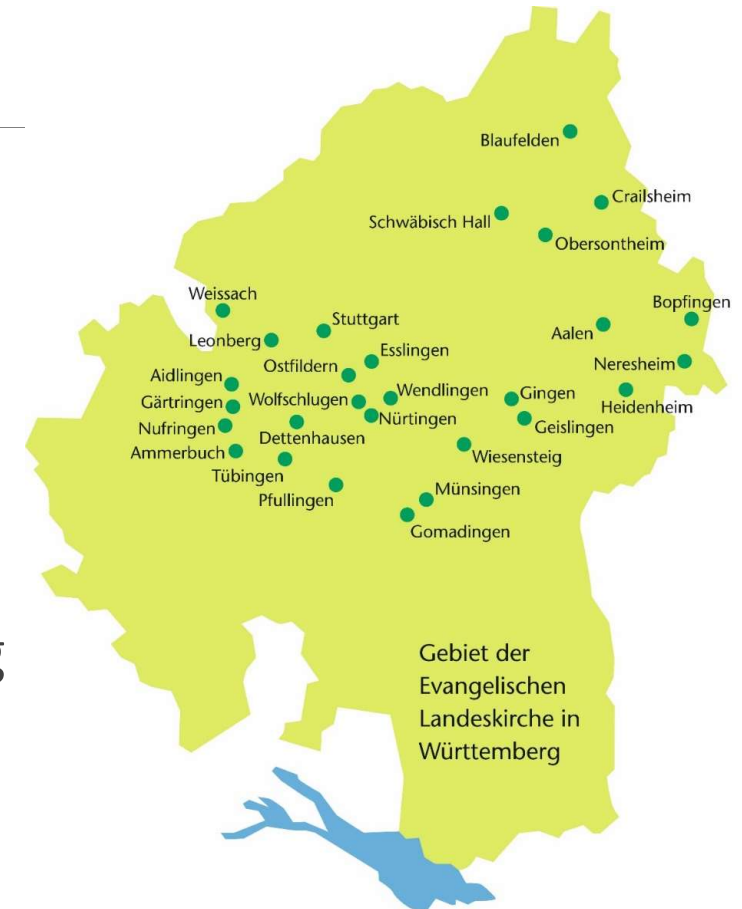 Blaufelden
Crailsheim
Schwäbisch Hall
Obersontheim
Weissach
Bopfingen
Stuttgart
Aalen
Leonberg
Esslingen
Ostfildern
Neresheim
Aidlingen
Wendlingen
Gingen
Gärtringen
Wolfschlugen
Heidenheim
Nürtingen
Nufringen
Geislingen
Dettenhausen
Ammerbuch
Wiesensteig
Tübingen
Münsingen
Pfullingen
Gomadingen
g
Gebiet der
Evangelischen
Landeskirche in
Württemberg